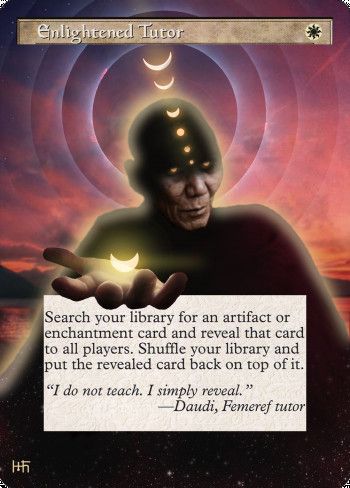 Enlightened Tutor
Search your library for an artifact or
enchantment card and reveal that card
to all players. Shuffle your library and
put the revealed card back on top of it.
“I do not teach. I simply reveal.”
—Daudi, Femeref tutor